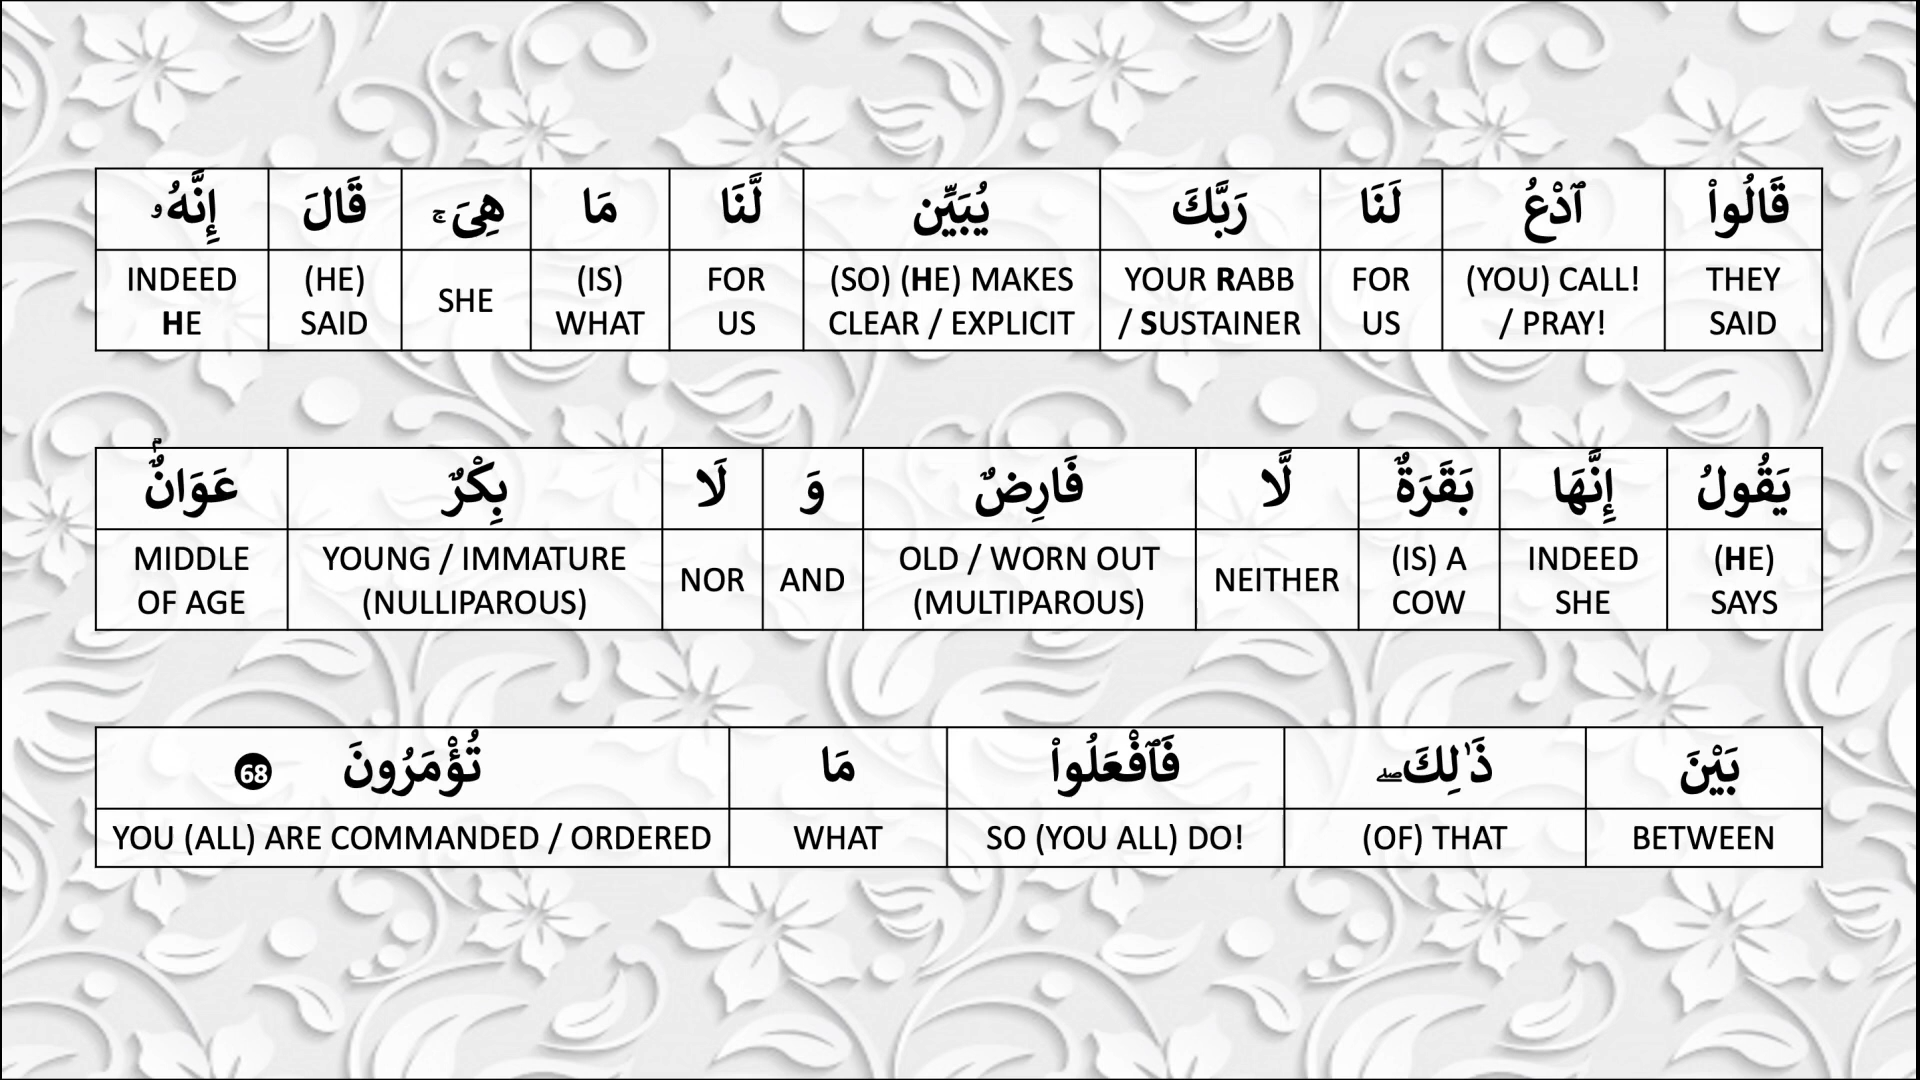 قَالُوا۟ ٱدْعُ لَنَا رَبَّكَ يُبَيِّن لَّنَا مَا هِىَ ۚ قَالَ إِنَّهُۥ
THEY SAID (YOU) CALL! / PRAY! FOR US YOUR RABB / SUSTAINER (SO) (HE) MAKES CLEAR / EXPLICIT FOR US (IS) WHAT SHE (HE) SAID INDEED HE
يَقُولُ إِنَّهَا بَقَرَةٌ لَّا فَارِضٌ وَ لَا بِكْرٌ عَوَانٌۢ
(HE) SAYS INDEED SHE (IS) A COW NEITHER OLD / WORN OUT (MULTIPAROUS) AND NOR YOUNG / IMMATURE (NULLIPAROUS) MIDDLE OF AGE
بَيْنَ ذَٰلِكَ ۖ فَٱفْعَلُوا۟ مَا تُؤْمَرُونَ 68
BETWEEN (OF) THAT SO (YOU ALL) DO! WHAT YOU (ALL) ARE COMMANDED / ORDERED